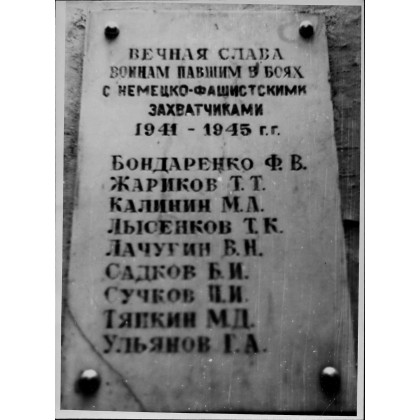 ВЕЧНАЯ СЛАВА
ВОИНАМ ПАВШИМ В БОЯХ
С НЕМЕЦКО-ФАШИСТСКИМИ
ЗАХВАТЧИКАМИ
1941 - 1945 г.г.
БОНДАРЕНКО Ф.В.
ЖАРИКОВ Т.Т.
КАЛИНИН М.Л.
ЛЫСЕНКОВ Т.К.
ЛАЧУГИН В.Н.
САДКОВ Б.И.
СУЧКОВ П.И.
ТЯПКИН М.Д.
УЛЬЯНОВ Г.А.